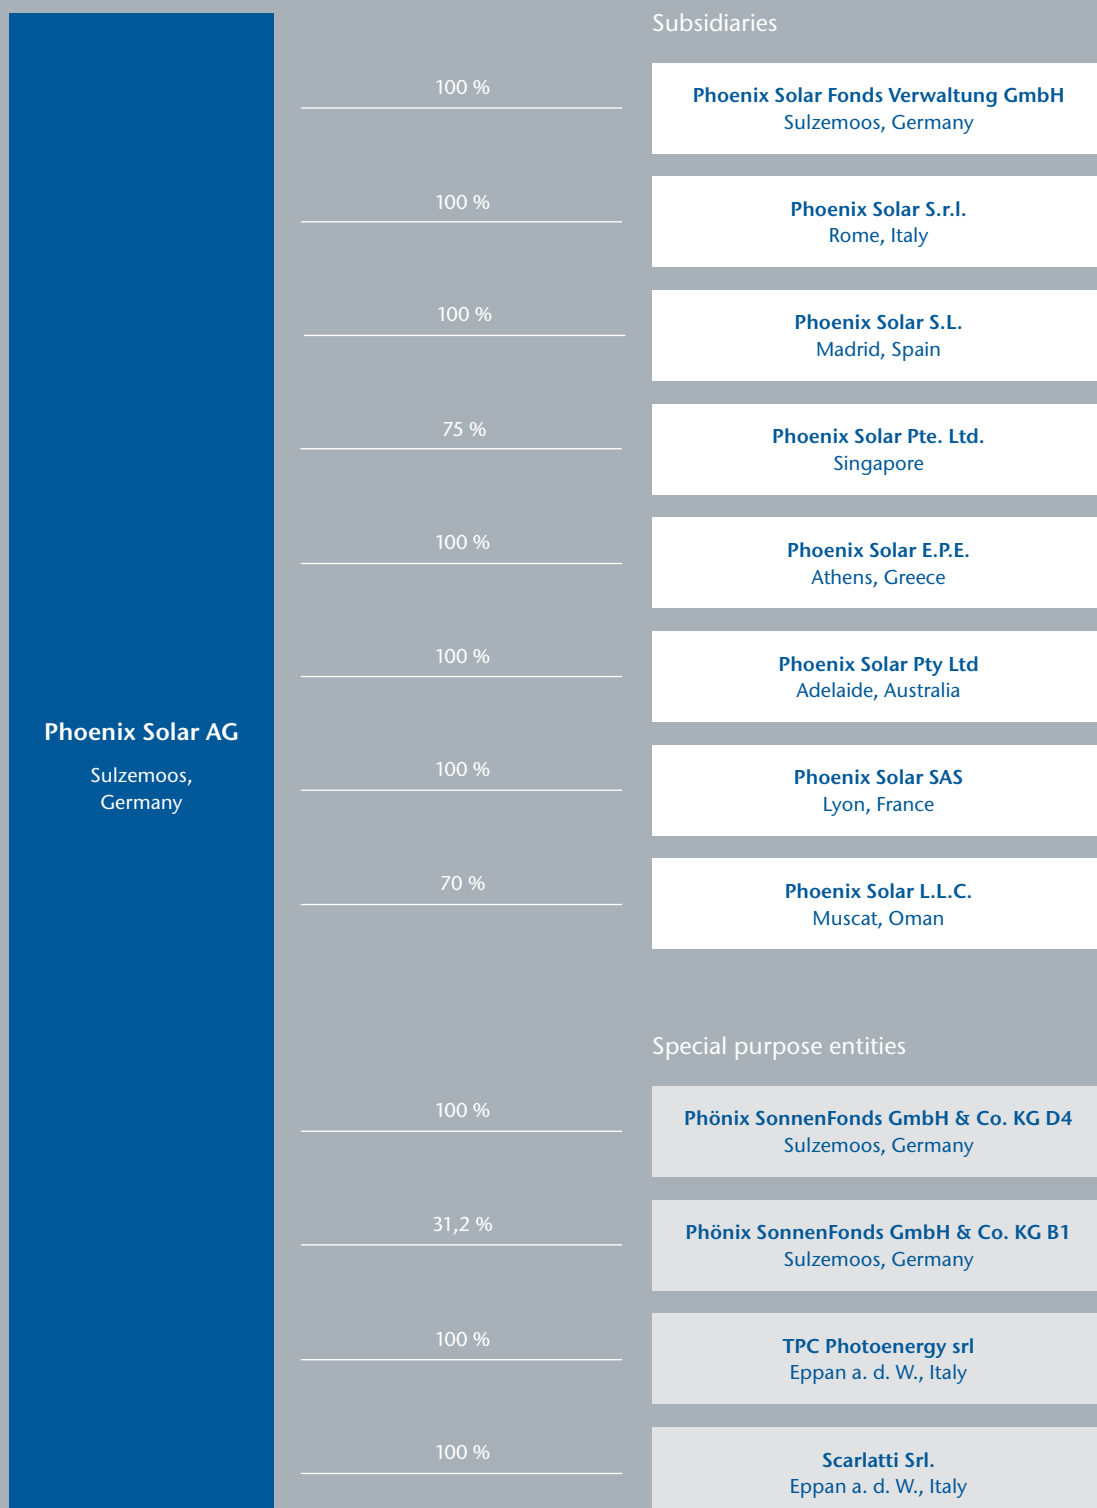 Subsidiaries
100 %
Phoenix Solar Fonds Verwaltung GmbH
Sulzemoos, Germany
100 %
Phoenix Solar S.r.l.
Rome, Italy
100 %
Phoenix Solar S.L.
Madrid, Spain
75 %
Phoenix Solar Pte. Ltd.
Singapore
100 %
Phoenix Solar E.P.E.
Athens, Greece
100 %
Phoenix Solar Pty Ltd
Adelaide, Australia
Phoenix Solar AG
Sulzemoos,
Germany
100 %
Phoenix Solar SAS
Lyon, France
70 %
Phoenix Solar L.L.C.
Muscat, Oman
Special purpose entities
100 %
Phönix SonnenFonds GmbH & Co. KG D4
Sulzemoos, Germany
31,2 %
Phönix SonnenFonds GmbH & Co. KG B1
Sulzemoos, Germany
100 %
TPC Photoenergy srl
Eppan a. d. W., Italy
100 %
Scarlatti Srl.
Eppan a. d. W., Italy